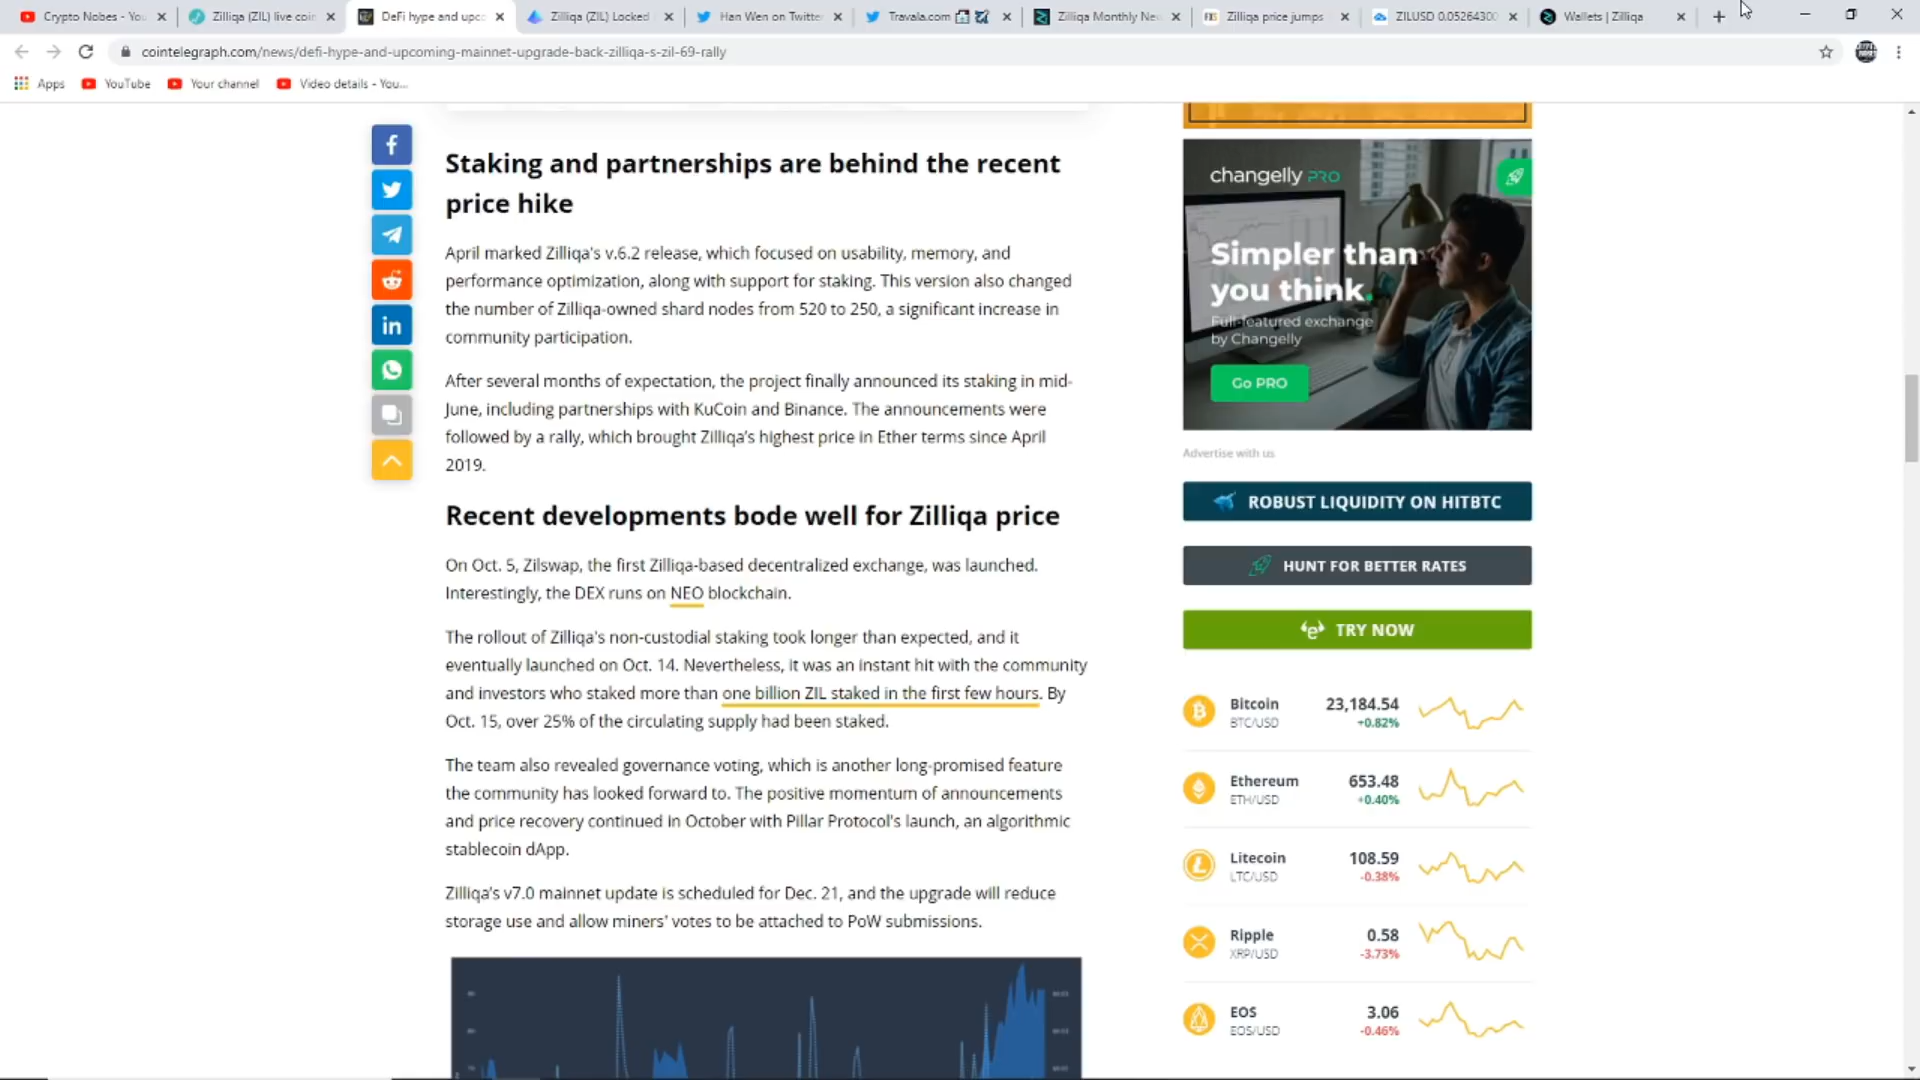 Crypto Nobes - You
Zilliqa (ZIL) live coin
DeFi hype and upco
Zilliqa (ZIL) Locked
Han Wen on Twitte
Travala.com
Zilliqa Monthly Ne
Zilliqa price jumps
ZILUSD 0.05264300
Wallets | Zilliqa
cointelegraph.com/news/defi-hype-and-upcoming-mainnet-upgrade-back-zilliqa-s-zil-69-rally
Apps
YouTube
Your channel
Video details - You...
Staking and partnerships are behind the recent
price hike
April marked Zilliqa's v.6.2 release, which focused on usability, memory, and
performance optimization, along with support for staking. This version also changed
the number of Zilliqa-owned shard nodes from 520 to 250, a significant increase in
community participation.
After several months of expectation, the project finally announced its staking in mid-
June, including partnerships with KuCoin and Binance. The announcements were
followed by a rally, which brought Zilliqa's highest price in Ether terms since April
2019.
Recent developments bode well for Zilliqa price
On Oct. 5, Zilswap, the first Zilliqa-based decentralized exchange, was launched.
Interestingly, the DEX runs on NEO blockchain.
The rollout of Zilliqa's non-custodial staking took longer than expected, and it
eventually launched on Oct. 14. Nevertheless, it was an instant hit with the community
and investors who staked more than one billion ZIL staked in the first few hours. By
Oct. 15, over 25% of the circulating supply had been staked.
The team also revealed governance voting, which is another long-promised feature
the community has looked forward to. The positive momentum of announcements
and price recovery continued in October with Pillar Protocol's launch, an algorithmic
stablecoin dApp.
Zilliqa's v7.0 mainnet update is scheduled for Dec. 21, and the upgrade will reduce
storage use and allow miners' votes to be attached to PoW submissions.
changelly PRO
Simpler than
you think.
Full-featured exchange
by Changelly
Go PRO
Advertise with us
ROBUST LIQUIDITY ON HITBTC
HUNT FOR BETTER RATES
TRY NOW
Bitcoin 23,184.54
BTC/USD +0.82%
Ethereum 653.48
ETH/USD +0.40%
Litecoin 108.59
LTC/USD -0.38%
Ripple 0.58
XRP/USD -3.73%
EOS 3.06
EOS/USD -0.46%